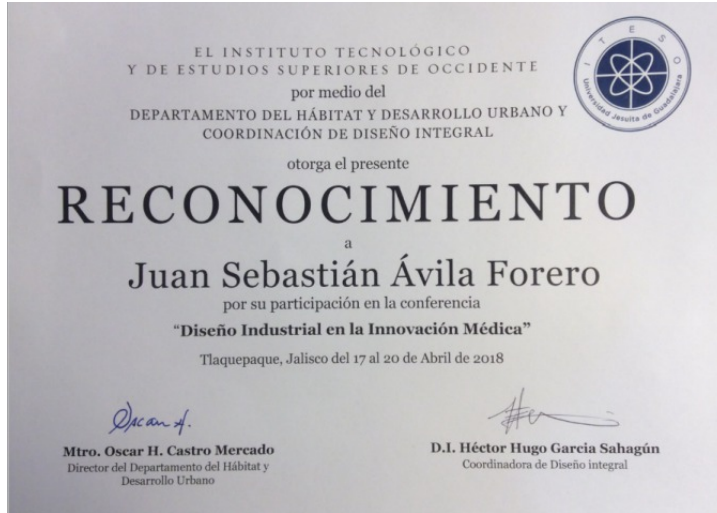 EL INSTITUTO TECNOLÓGICO
Y DE ESTUDIOS SUPERIORES DE OCCIDENTE
por medio del
DEPARTAMENTO DEL HÁBITAT Y DESARROLLO URBANO Y
COORDINACIÓN DE DISEÑO INTEGRAL
otorga el presente
RECONOCIMIENTO
a
Juan Sebastián Ávila Forero
por su participación en la conferencia
“Diseño Industrial en la Innovación Médica”
Tlaquepaque, Jalisco del 17 al 20 de Abril de 2018
ITESO
Universidad Jesuita de Guadalajara
Oscar H.
Mtro. Oscar H. Castro Mercado
Director del Departamento del Hábitat y
Desarrollo Urbano
D.I. Héctor Hugo Garcia Sahagún
Coordinadora de Diseño integral